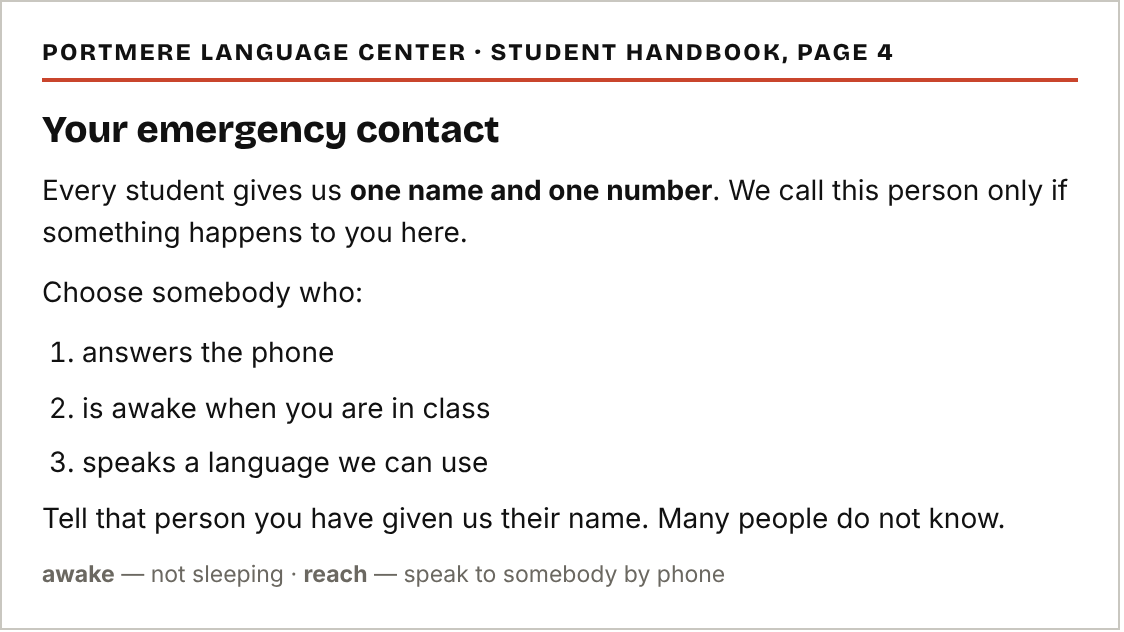 PORTMERE LANGUAGE CENTER · STUDENT HANDBOOK, PAGE 4
Your emergency contact
Every student gives us one name and one number. We call this person only if
something happens to you here.
Choose somebody who:
1. answers the phone
2. is awake when you are in class
3. speaks a language we can use
Tell that person you have given us their name. Many people do not know.
awake — not sleeping · reach — speak to somebody by phone